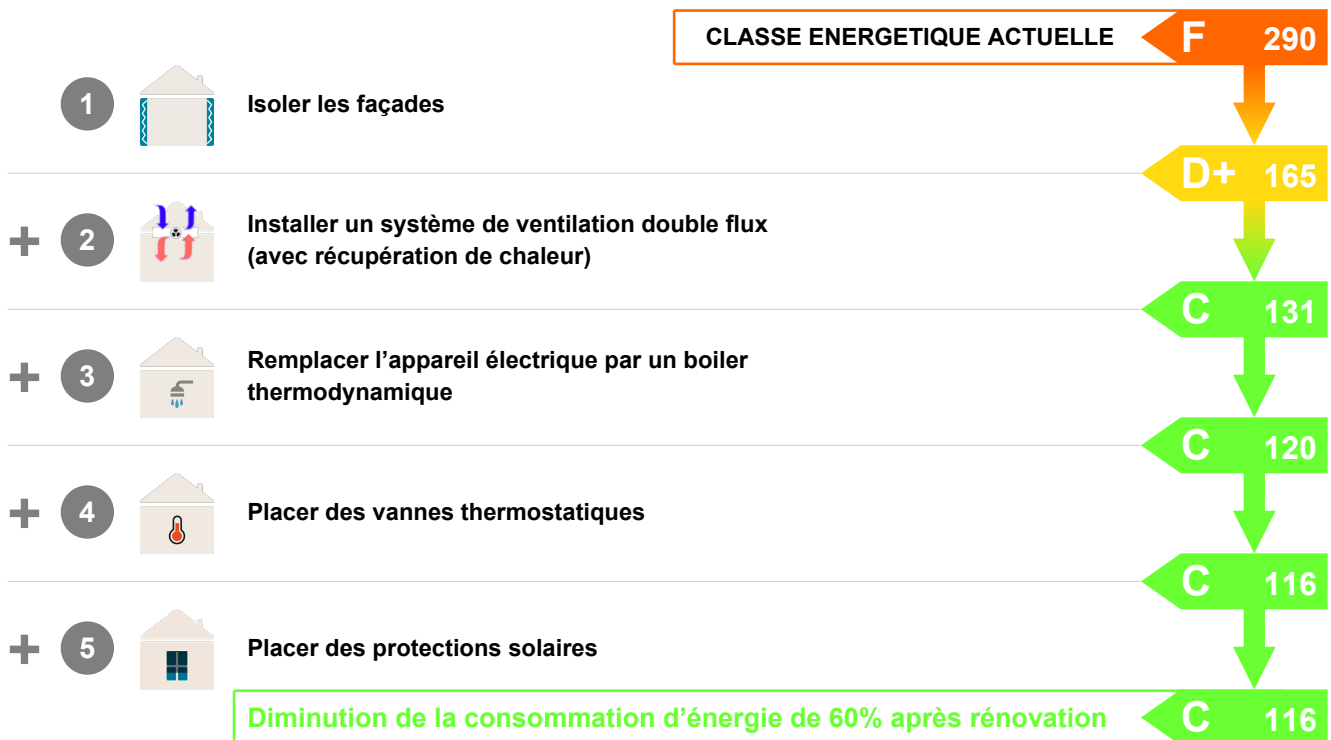 CLASSE ENERGETIQUE ACTUELLE F 290
1 Isoler les façades
D+ 165
+ 2 Installer un système de ventilation double flux
(avec récupération de chaleur)
C 131
+ 3 Remplacer l’appareil électrique par un boiler
thermodynamique
C 120
+ 4 Placer des vannes thermostatiques
C 116
+ 5 Placer des protections solaires
Diminution de la consommation d’énergie de 60% après rénovation C 116